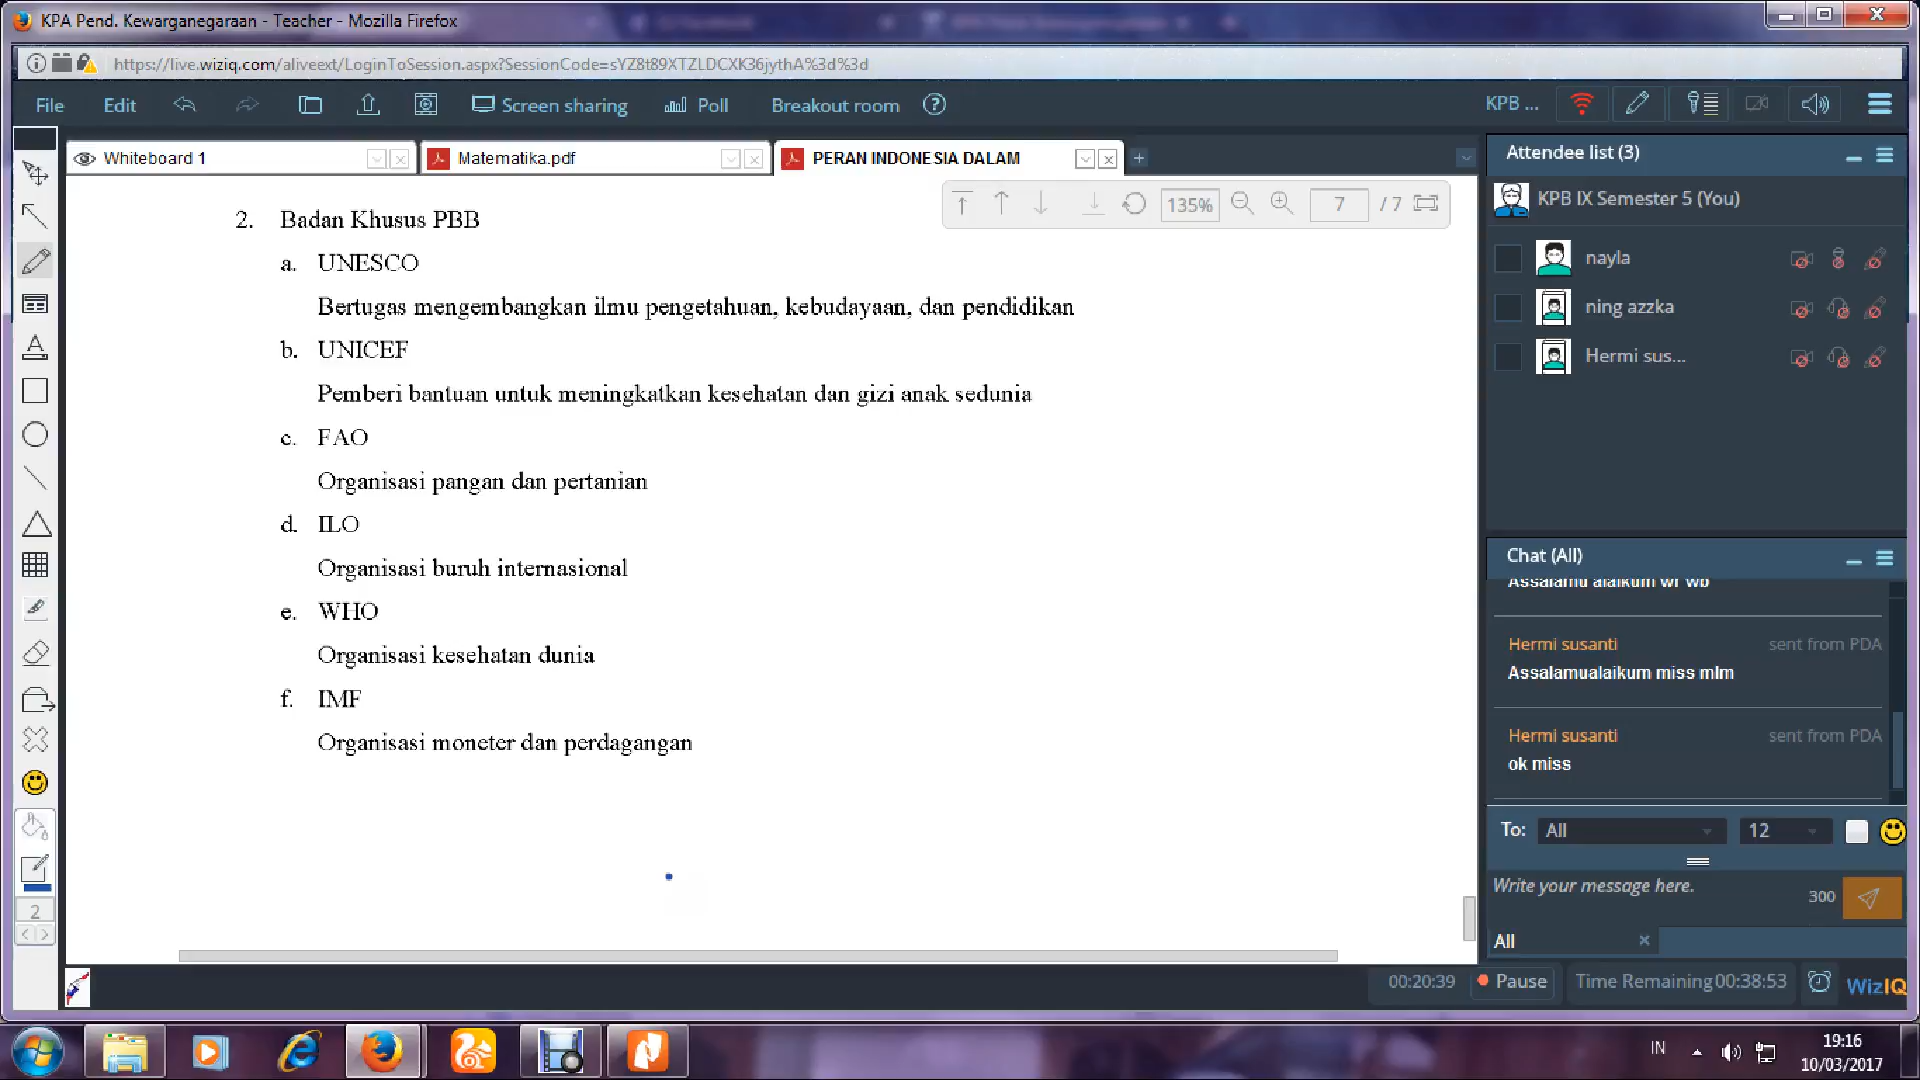 KPA Pend. Kewarganegaraan - Teacher - Mozilla Firefox
https://live.wiziq.com/aliveext/LoginToSession.aspx?SessionCode=sYZ8t89XTZLDCXK36jythA%3d%3d
File Edit Screen sharing Poll Breakout room ? KPB ...
Whiteboard 1 Matematika.pdf PERAN INDONESIA DALAM +
135% 7 / 7
2. Badan Khusus PBB
a. UNESCO
Bertugas mengembangkan ilmu pengetahuan, kebudayaan, dan pendidikan
b. UNICEF
Pemberi bantuan untuk meningkatkan kesehatan dan gizi anak sedunia
c. FAO
Organisasi pangan dan pertanian
d. ILO
Organisasi buruh internasional
e. WHO
Organisasi kesehatan dunia
f. IMF
Organisasi moneter dan perdagangan
2
Attendee list (3)
KPB IX Semester 5 (You)
nayla
ning azzka
Hermi sus...
Chat (All)
Assalamu alaikum wr wb
Hermi susanti sent from PDA
Assalamualaikum miss mlm
Hermi susanti sent from PDA
ok miss
To: All 12
Write your message here. 300
All
00:20:39 Pause Time Remaining 00:38:53 WizIQ
IN 19:16
10/03/2017